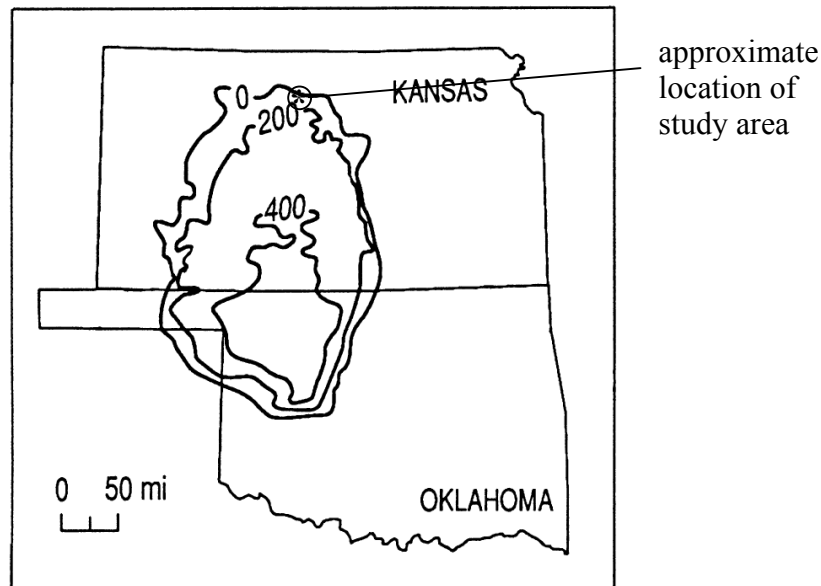 approximate
location of
study area
KANSAS
0
200
400
0 50 mi
OKLAHOMA